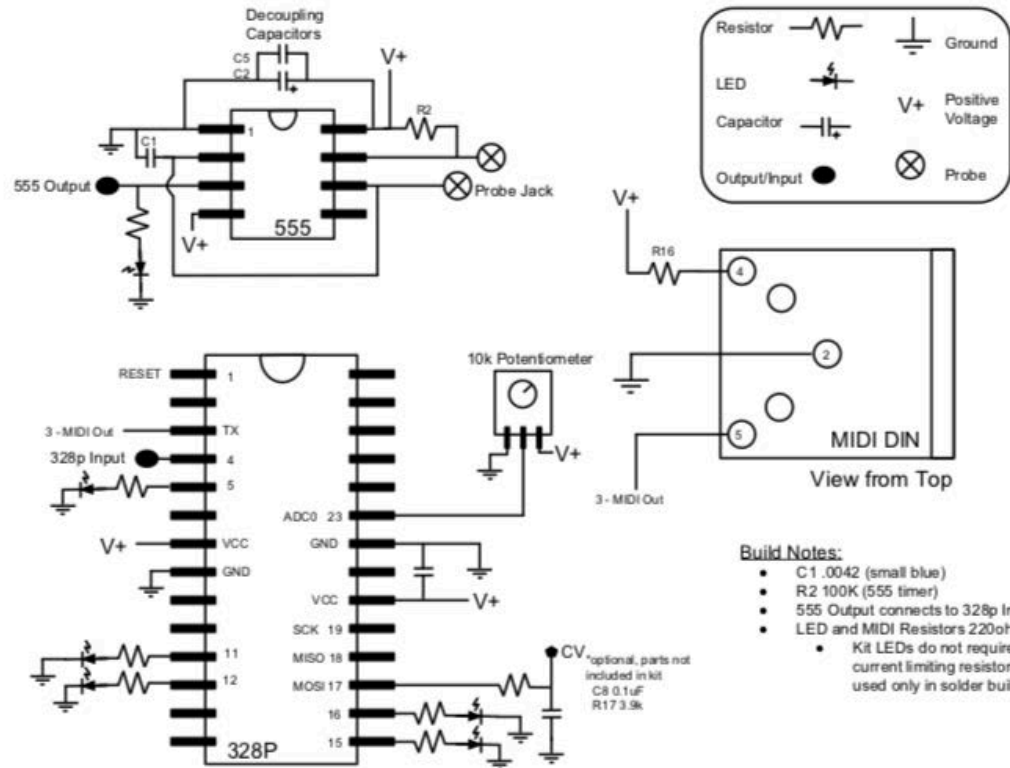 Decoupling
Capacitors
C5
C2
V+
R2
1
C1
555 Output
Probe Jack
V+
555
Resistor
Ground
LED
V+ Positive
Voltage
Capacitor
Output/Input
Probe
V+
R16
4
2
5
MIDI DIN
View from Top
3 - MIDI Out
10k Potentiometer
V+
RESET
1
3 - MIDI Out
TX
328p Input
4
5
ADC0 23
V+
VCC
GND
GND
VCC
V+
SCK 19
11
MISO 18
12
MOSI 17
16
15
328P
CV
*optional, parts not
included in kit
C8 0.1uF
R17 3.9k
Build Notes:
C1 .0042 (small blue)
R2 100K (555 timer)
555 Output connects to 328p
LED and MIDI Resistors
Kit LEDs do not require
current limiting resistor
used only in solder